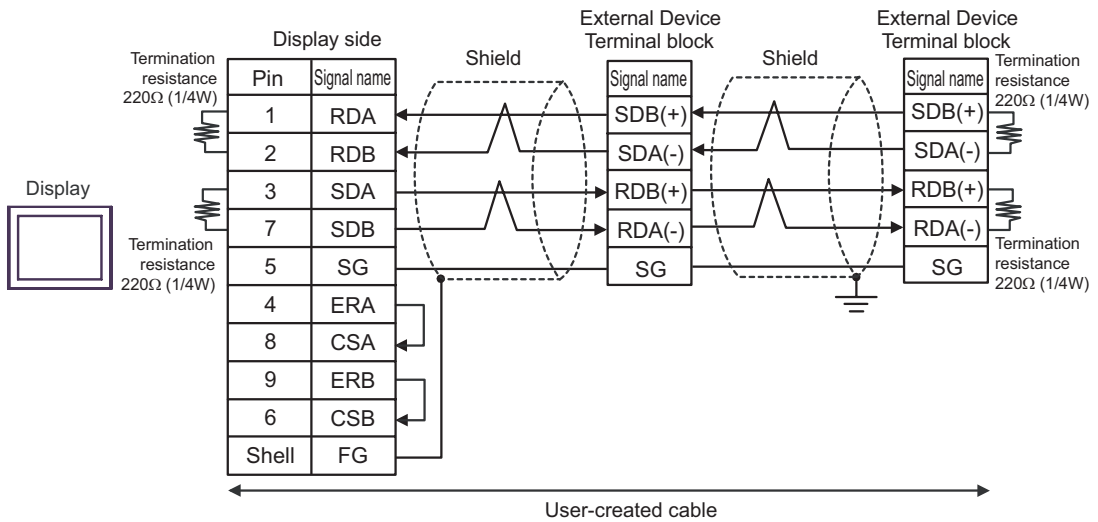 External Device
Terminal block
External Device
Terminal block
Display side
Shield
Shield
Termination
resistance
220Ω (1/4W)
Termination
resistance
220Ω (1/4W)
Pin Signal name
Signal name
Signal name
1 RDA
SDB(+)
SDB(+)
2 RDB
SDA(-)
SDA(-)
3 SDA
RDB(+)
RDB(+)
Display
7 SDB
RDA(-)
RDA(-)
Termination
resistance
220Ω (1/4W)
Termination
resistance
220Ω (1/4W)
5 SG
SG
SG
4 ERA
8 CSA
9 ERB
6 CSB
Shell FG
User-created cable